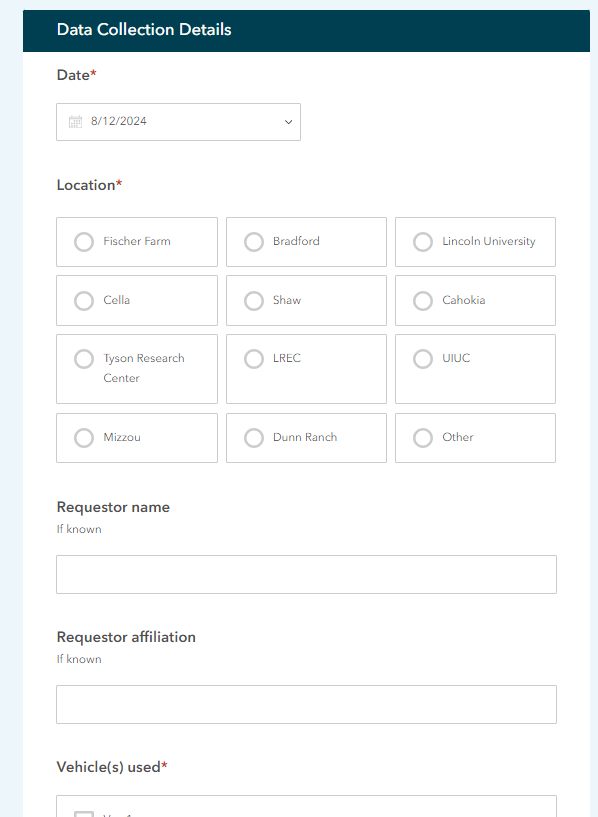 Data Collection Details
Date*
8/12/2024
Location*
Fischer Farm
Bradford
Lincoln University
Cella
Shaw
Cahokia
Tyson Research
Center
LREC
UIUC
Mizzou
Dunn Ranch
Other
Requestor name
If known
Requestor affiliation
If known
Vehicle(s) used*